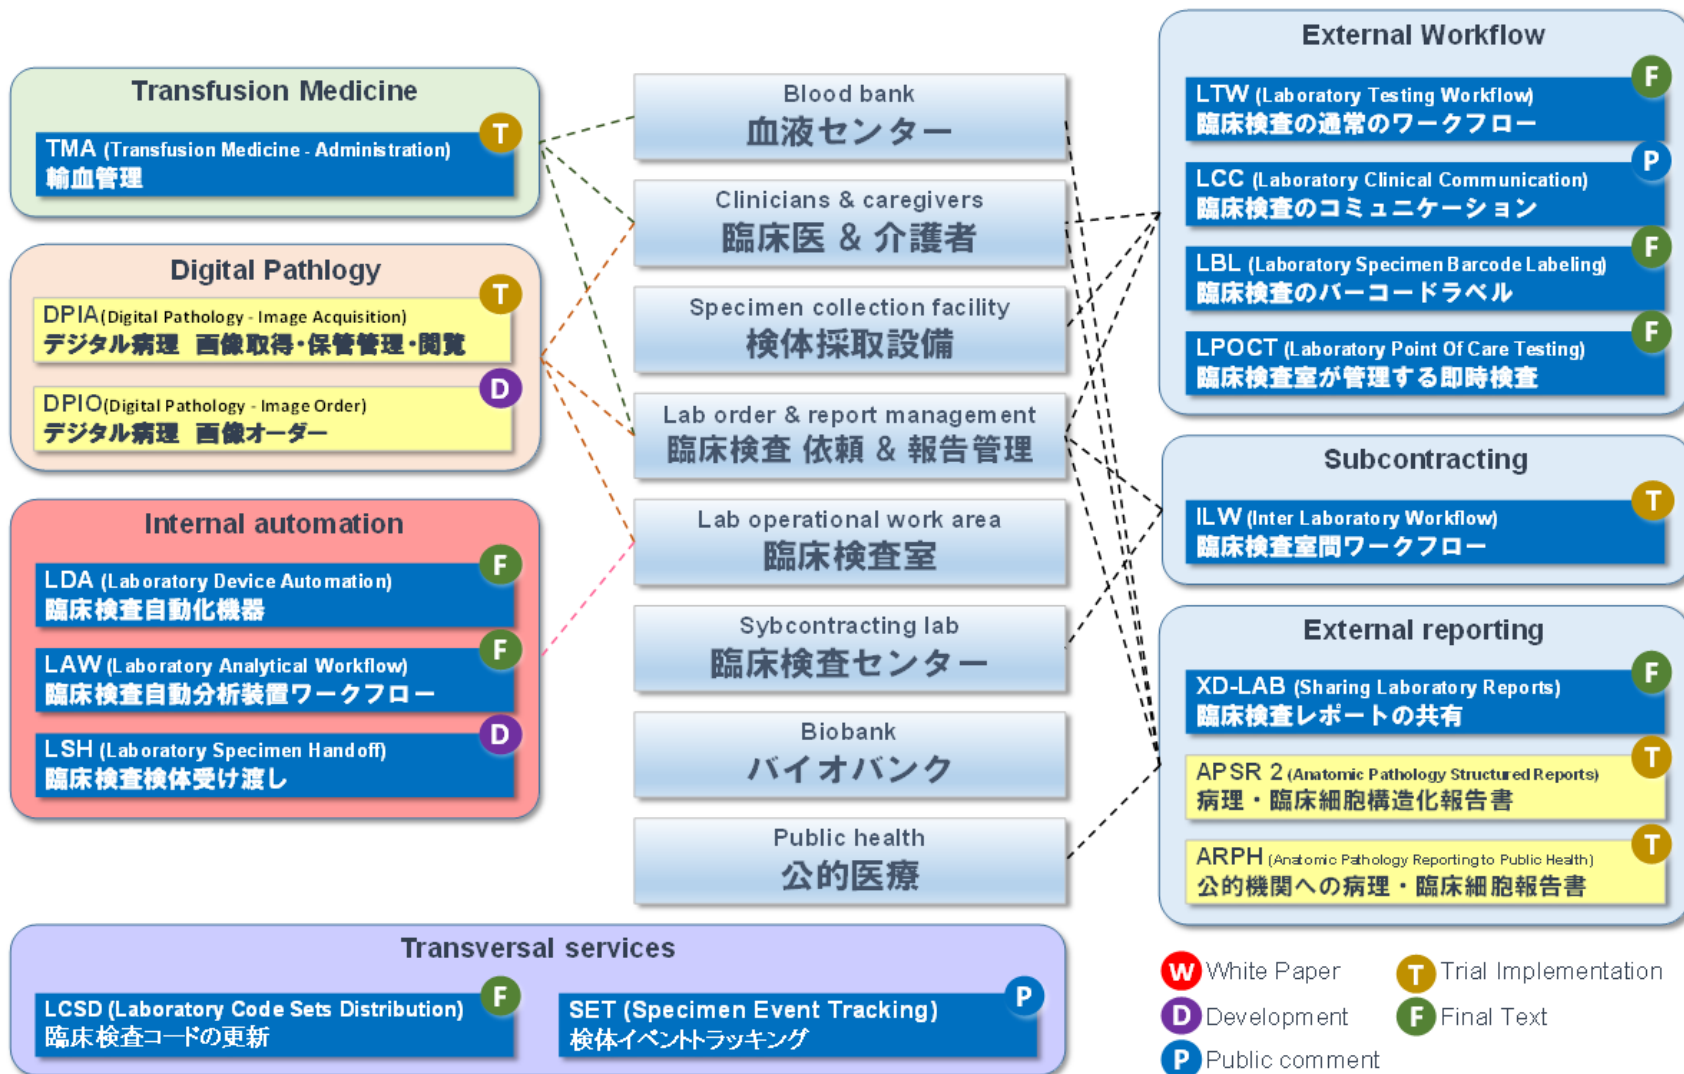 Transfusion Medicine
T
TMA (Transfusion Medicine - Administration)
輸血管理
Digital Pathlogy
T
DPIA(Digital Pathology - Image Acquisition)
デジタル病理 画像取得・保管管理・閲覧
D
DPIO(Digital Pathology - Image Order)
デジタル病理 画像オーダー
Internal automation
F
LDA (Laboratory Device Automation)
臨床検査自動化機器
F
LAW (Laboratory Analytical Workflow)
臨床検査自動分析装置ワークフロー
D
LSH (Laboratory Specimen Handoff)
臨床検査検体受け渡し
Blood bank
血液センター
Clinicians & caregivers
臨床医 & 介護者
Specimen collection facility
検体採取設備
Lab order & report management
臨床検査 依頼 & 報告管理
Lab operational work area
臨床検査室
Sybcontracting lab
臨床検査センター
Biobank
バイオバンク
Public health
公的医療
External Workflow
F
LTW (Laboratory Testing Workflow)
臨床検査の通常のワークフロー
P
LCC (Laboratory Clinical Communication)
臨床検査のコミュニケーション
F
LBL (Laboratory Specimen Barcode Labeling)
臨床検査のバーコードラベル
F
LPOCT (Laboratory Point Of Care Testing)
臨床検査室が管理する即時検査
Subcontracting
T
ILW (Inter Laboratory Workflow)
臨床検査室間ワークフロー
External reporting
F
XD-LAB (Sharing Laboratory Reports)
臨床検査レポートの共有
T
APSR 2 (Anatomic Pathology Structured Reports)
病理・臨床細胞構造化報告書
T
ARPH (Anatomic Pathology Reporting to Public Health)
公的機関への病理・臨床細胞報告書
Transversal services
F
LCSD (Laboratory Code Sets Distribution)
臨床検査コードの更新
P
SET (Specimen Event Tracking)
検体イベントトラッキング
W White Paper
T Trial Implementation
D Development
F Final Text
P Public comment